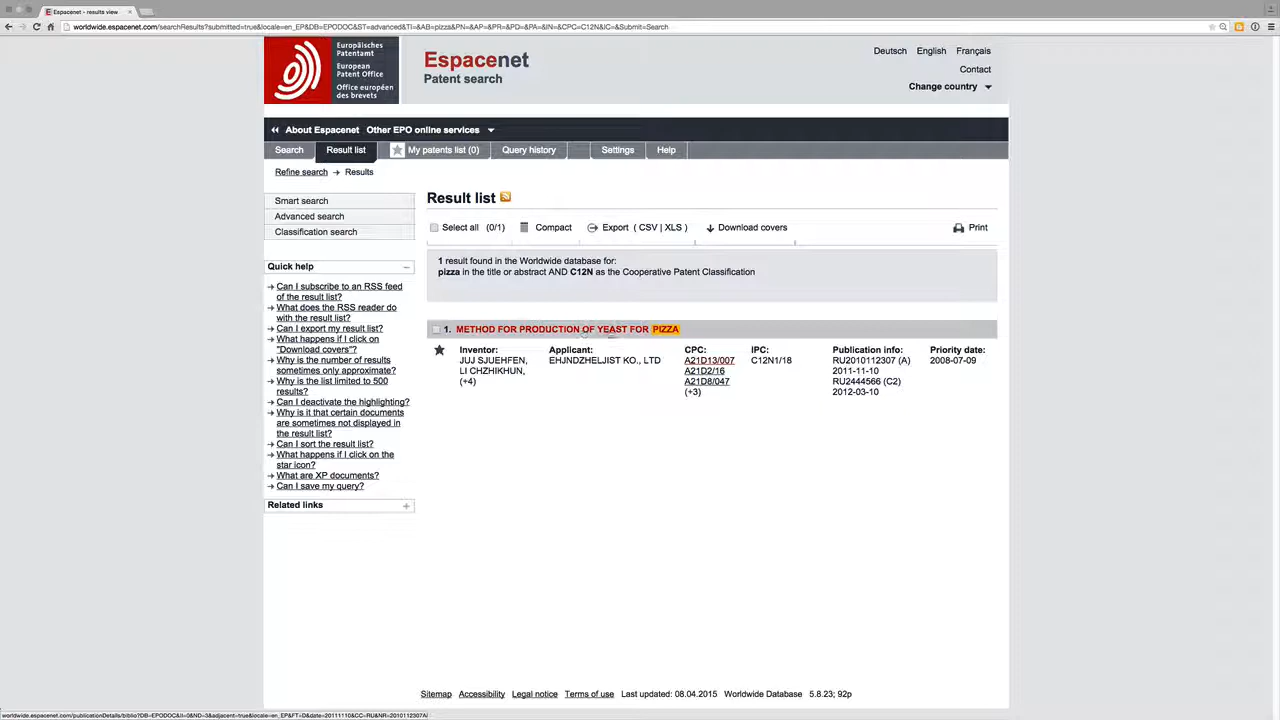 Espacenet - results view
worldwide.espacenet.com/searchResults?submitted=true&locale=en_EP&DB=EPODOC&ST=advanced&TI=&AB=pizza&PN=&AP=&PR=&PD=&PA=&IN=&CPC=C12N&IC=&Submit=Search
Europäisches
Patentamt
European
Patent Office
Office européen
des brevets
Espacenet
Patent search
Deutsch English Français
Contact
Change country
About Espacenet Other EPO online services
Search Result list My patents list (0) Query history Settings Help
Refine search → Results
Smart search
Advanced search
Classification search
Quick help
Can I subscribe to an RSS feed
of the result list?
What does the RSS reader do
with the result list?
Can I export my result list?
What happens if I click on
"Download covers"?
Why is the number of results
sometimes only approximate?
Why is the list limited to 500
results?
Can I deactivate the highlighting?
Why is it that certain documents
are sometimes not displayed in
the result list?
Can I sort the result list?
What happens if I click on the
star icon?
What are XP documents?
Can I save my query?
Related links
Result list
Select all (0/1) Compact Export ( CSV | XLS ) Download covers Print
1 result found in the Worldwide database for:
pizza in the title or abstract AND C12N as the Cooperative Patent Classification
1. METHOD FOR PRODUCTION OF YEAST FOR PIZZA
Inventor: Applicant: CPC: IPC: Publication info: Priority date:
JUJ SJUEHFEN, EHJNDZHELJIST KO., LTD A21D13/007 C12N1/18 RU2010112307 (A) 2008-07-09
LI CHZHIKHUN, A21D2/16 2011-11-10
(+4) A21D8/047 RU2444566 (C2)
(+3) 2012-03-10
Sitemap Accessibility Legal notice Terms of use Last updated: 08.04.2015 Worldwide Database 5.8.23; 92p